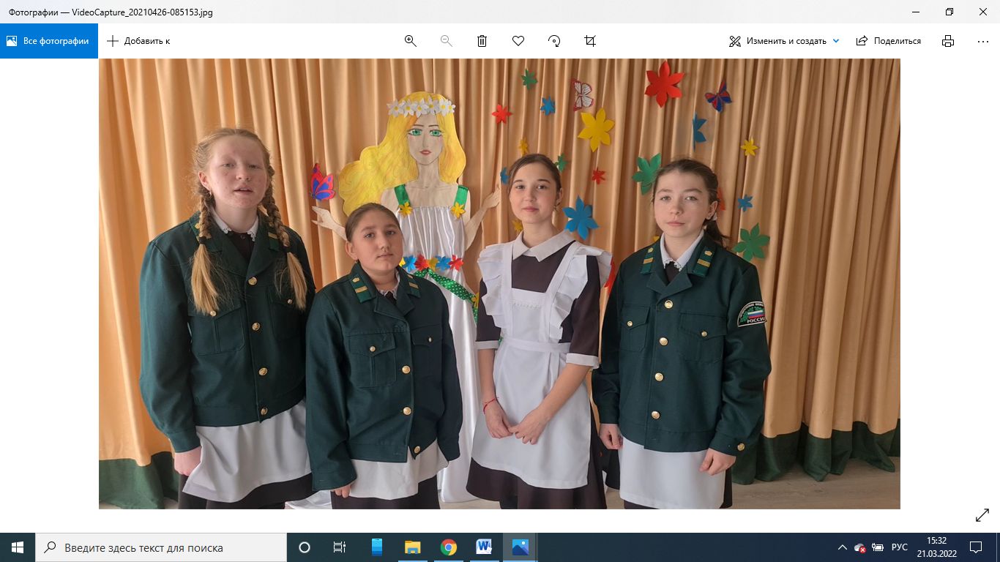 Фотографии — VideoCapture_20210426-085153.jpg
Все фотографии
Добавить к
Изменить и создать
Поделиться
РОССИЯ
Введите здесь текст для поиска
РУС
15:32
21.03.2022